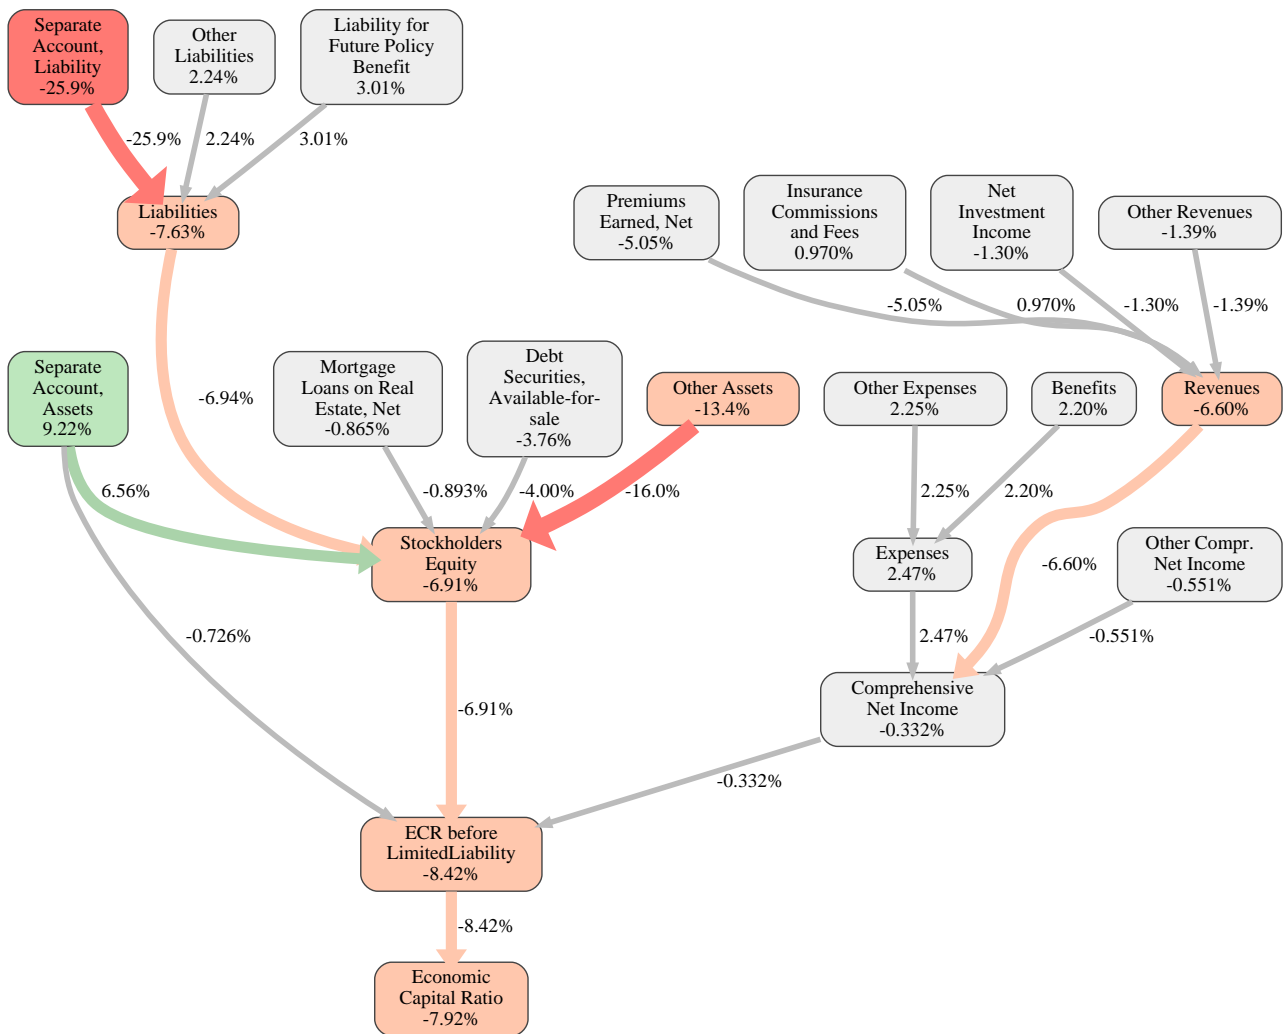 Separate
Account,
Liability
-25.9%
Other
Liabilities
2.24%
Liability for
Future Policy
Benefit
3.01%
-25.9%
2.24%
3.01%
Liabilities
-7.63%
Premiums
Earned, Net
-5.05%
Insurance
Commissions
and Fees
0.970%
Net
Investment
Income
-1.30%
Other Revenues
-1.39%
-5.05%
0.970%
-1.30%
-1.39%
Separate
Account,
Assets
9.22%
-6.94%
Mortgage
Loans on Real
Estate, Net
-0.865%
Debt
Securities,
Available-for-
sale
-3.76%
Other Assets
-13.4%
Other Expenses
2.25%
Benefits
2.20%
Revenues
-6.60%
6.56%
-0.893%
-4.00%
-16.0%
2.25%
2.20%
Stockholders
Equity
-6.91%
Expenses
2.47%
-6.60%
Other Compr.
Net Income
-0.551%
-0.726%
2.47%
-0.551%
-6.91%
Comprehensive
Net Income
-0.332%
-0.332%
ECR before
LimitedLiability
-8.42%
-8.42%
Economic
Capital Ratio
-7.92%